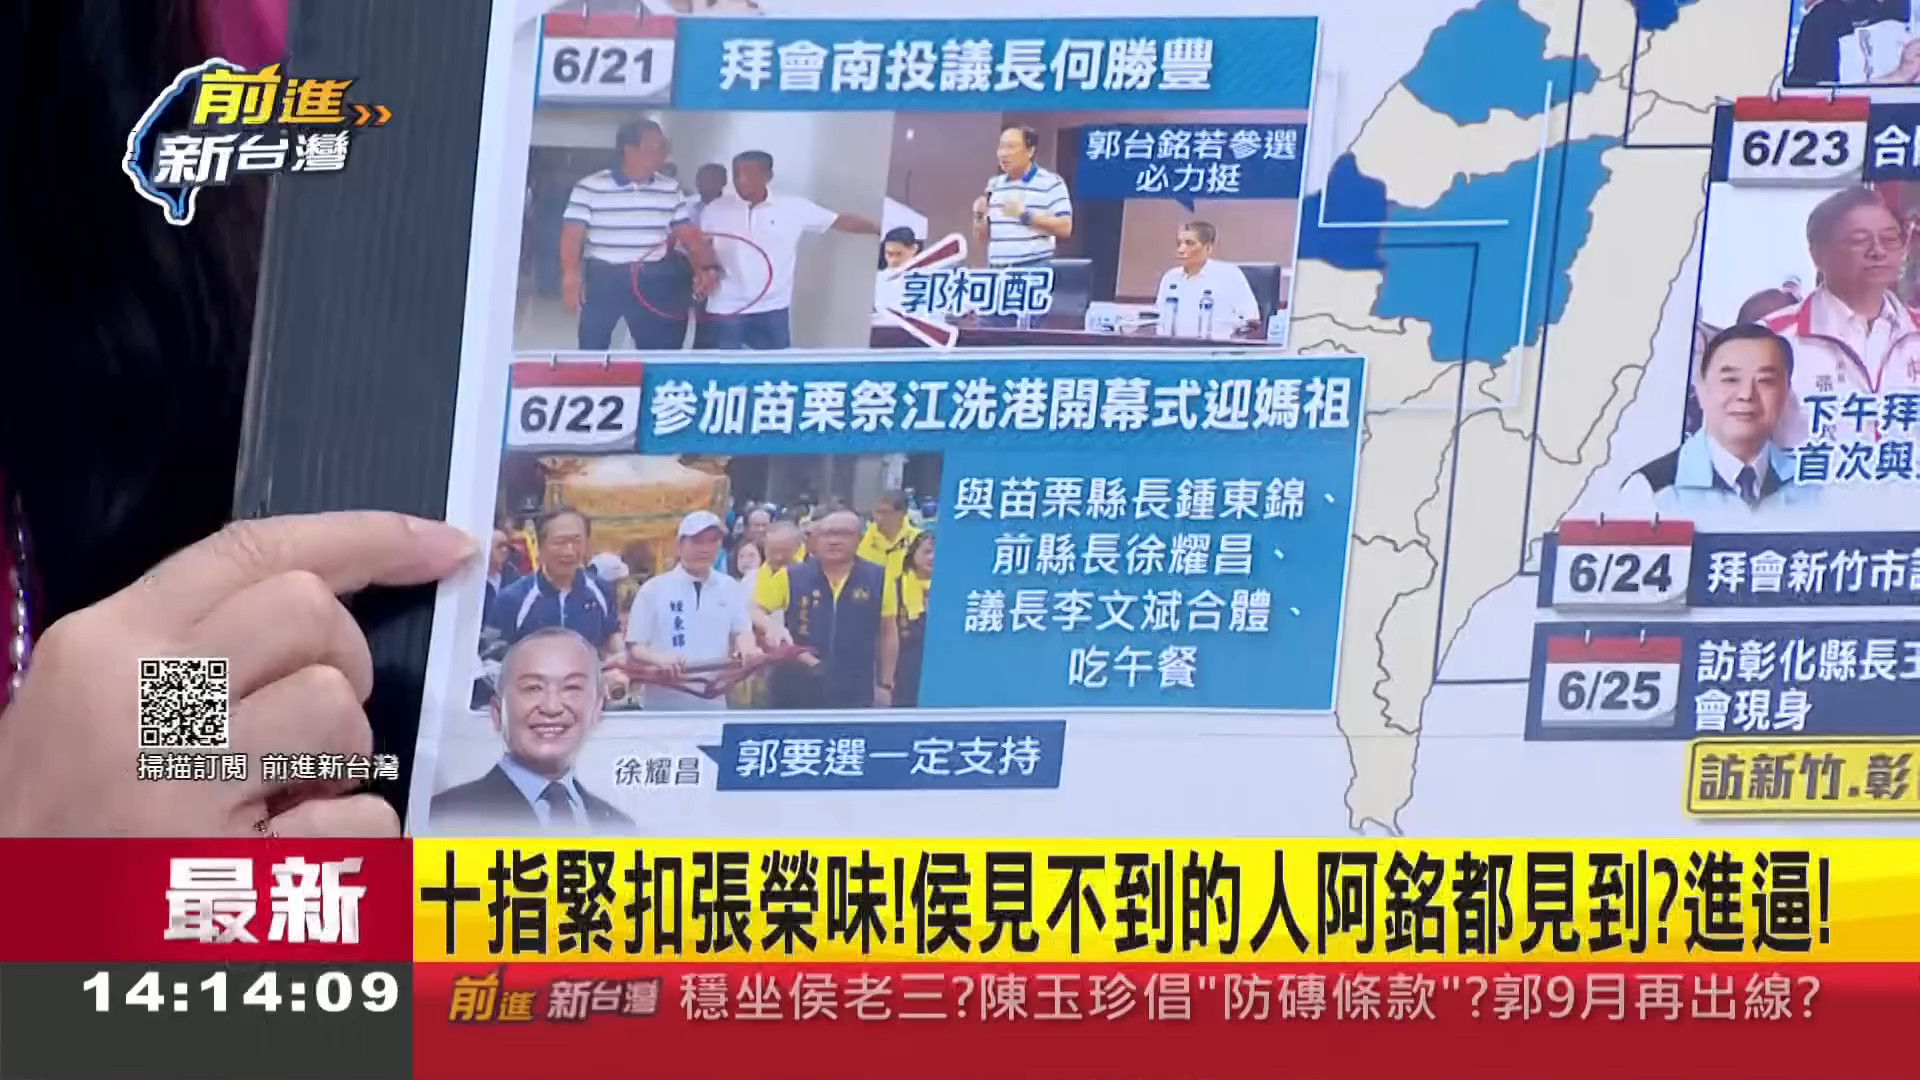 前進
新台灣
6/21
拜會南投議長何勝豐
郭台銘若參選
必力挺
郭柯配
6/22
參加苗栗祭江洗港開幕式迎媽祖
與苗栗縣長鍾東錦、
前縣長徐耀昌、
議長李文斌合體、
吃午餐
鍾東錦
徐耀昌
郭要選一定支持
6/23
合
張
下午拜
首次與
6/24
拜會新竹市
6/25
訪彰化縣長王
會現身
訪新竹.彰
掃描訂閱 前進新台灣
最新
十指緊扣張榮味!侯見不到的人阿銘都見到?進逼!
14:14:09
前進新台灣 穩坐侯老三?陳玉珍倡"防磚條款"?郭9月再出線?